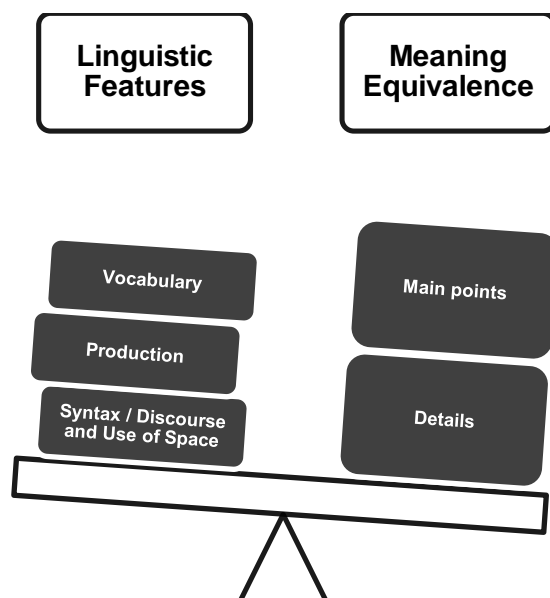 Linguistic
Features
Meaning
Equivalence
Vocabulary
Production
Syntax / Discourse
and Use of Space
Main points
Details